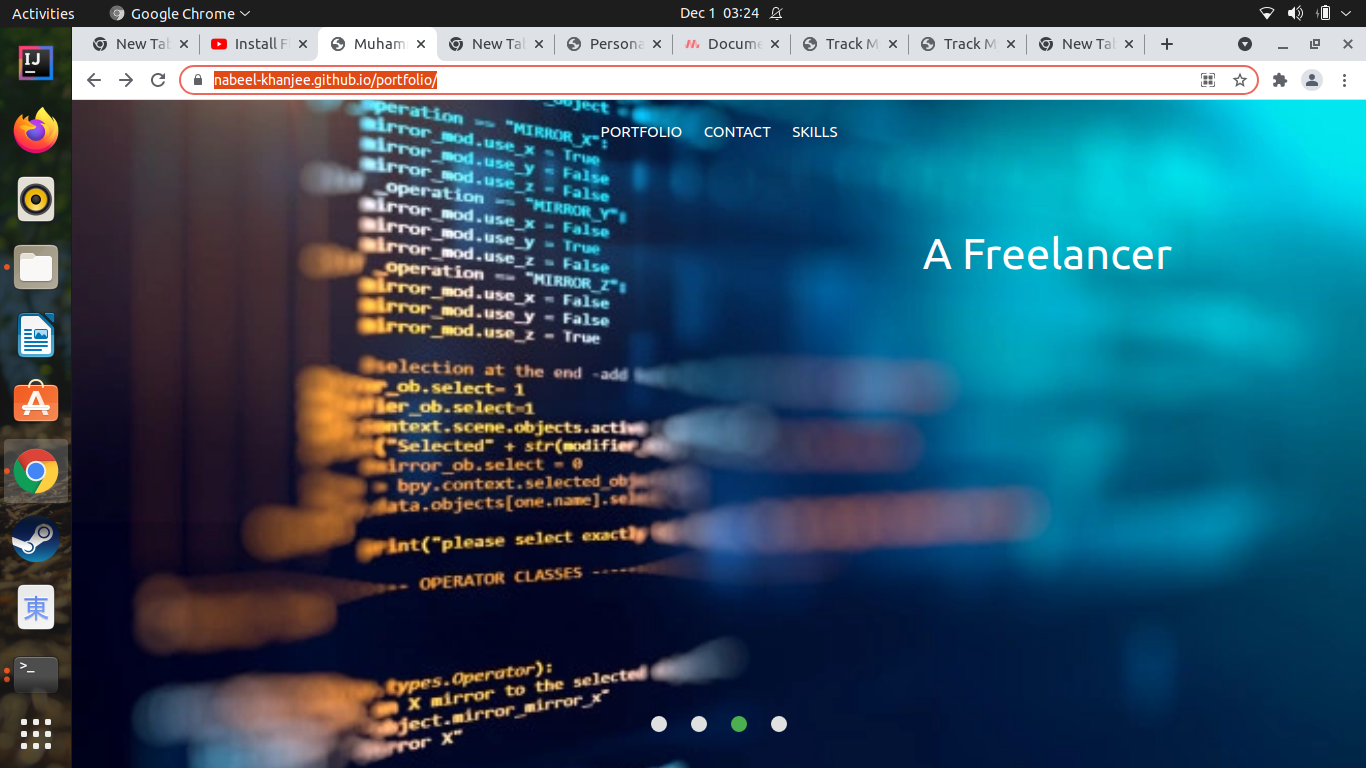 Activities
Google Chrome
Dec 1 03:24
New Tab
Install F
Muham
New Tab
Persona
Docume
Track M
Track M
New Tab
nabeel-khanjee.github.io/portfolio/
PORTFOLIO CONTACT SKILLS
A Freelancer
operation == "MIRROR_X":
mirror_mod.use_x = True
mirror_mod.use_y = False
mirror_mod.use_z = False
_operation == "MIRROR_Y":
mirror_mod.use_x = False
mirror_mod.use_y = True
mirror_mod.use_z = False
_operation == "MIRROR_Z":
mirror_mod.use_x = False
mirror_mod.use_y = False
mirror_mod.use_z = True
selection at the end -add
_ob.select= 1
er_ob.select=1
ntext.scene.objects.activ
("Selected" + str(modifier
irror_ob.select = 0
= bpy.context.selected_obj
data.objects[one.name].sel
print("please select exactly
-- OPERATOR CLASSES ----
types.Operator):
X mirror to the selected
ject.mirror_mirror_x"
ror X"
IJ
>_
東